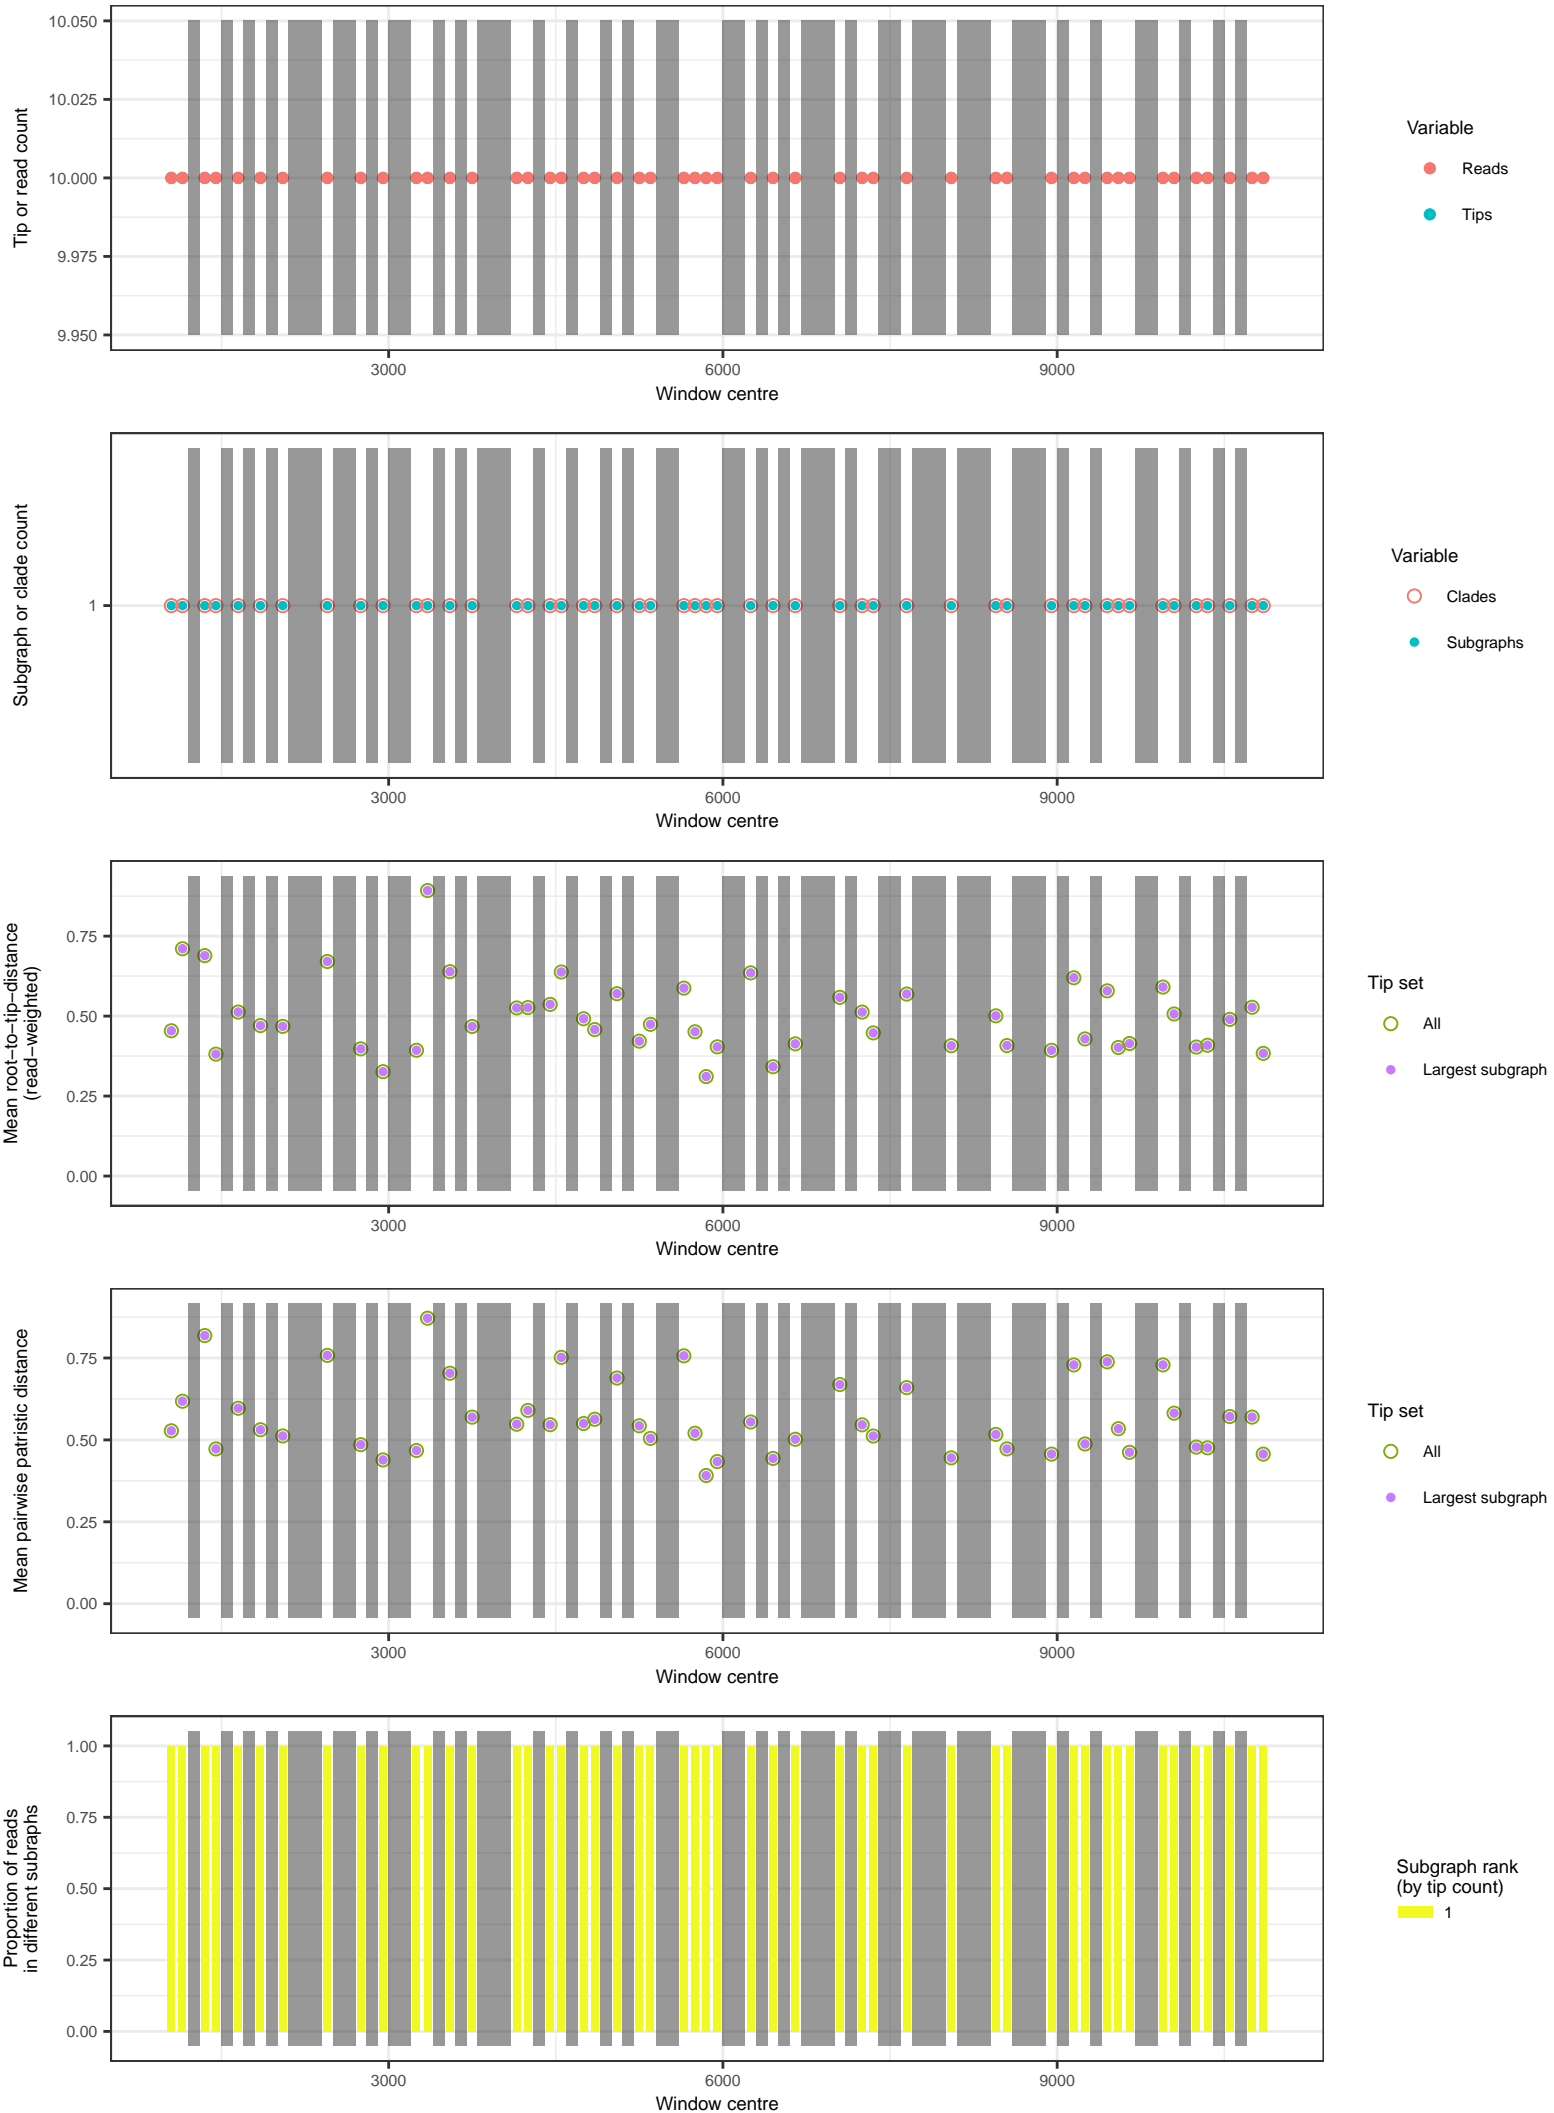 10.050
10.025
10.000
9.975
9.950
Tip or read count
3000
6000
9000
Window centre
Variable
Reads
Tips
1
Subgraph or clade count
3000
6000
9000
Window centre
Variable
Clades
Subgraphs
0.75
0.50
0.25
0.00
Mean root−to−tip−distance
(read−weighted)
3000
6000
9000
Window centre
Tip set
All
Largest subgraph
0.75
0.50
0.25
0.00
Mean pairwise patristic distance
3000
6000
9000
Window centre
Tip set
All
Largest subgraph
1.00
0.75
0.50
0.25
0.00
Proportion of reads
in different subraphs
3000
6000
9000
Window centre
Subgraph rank
(by tip count)
1